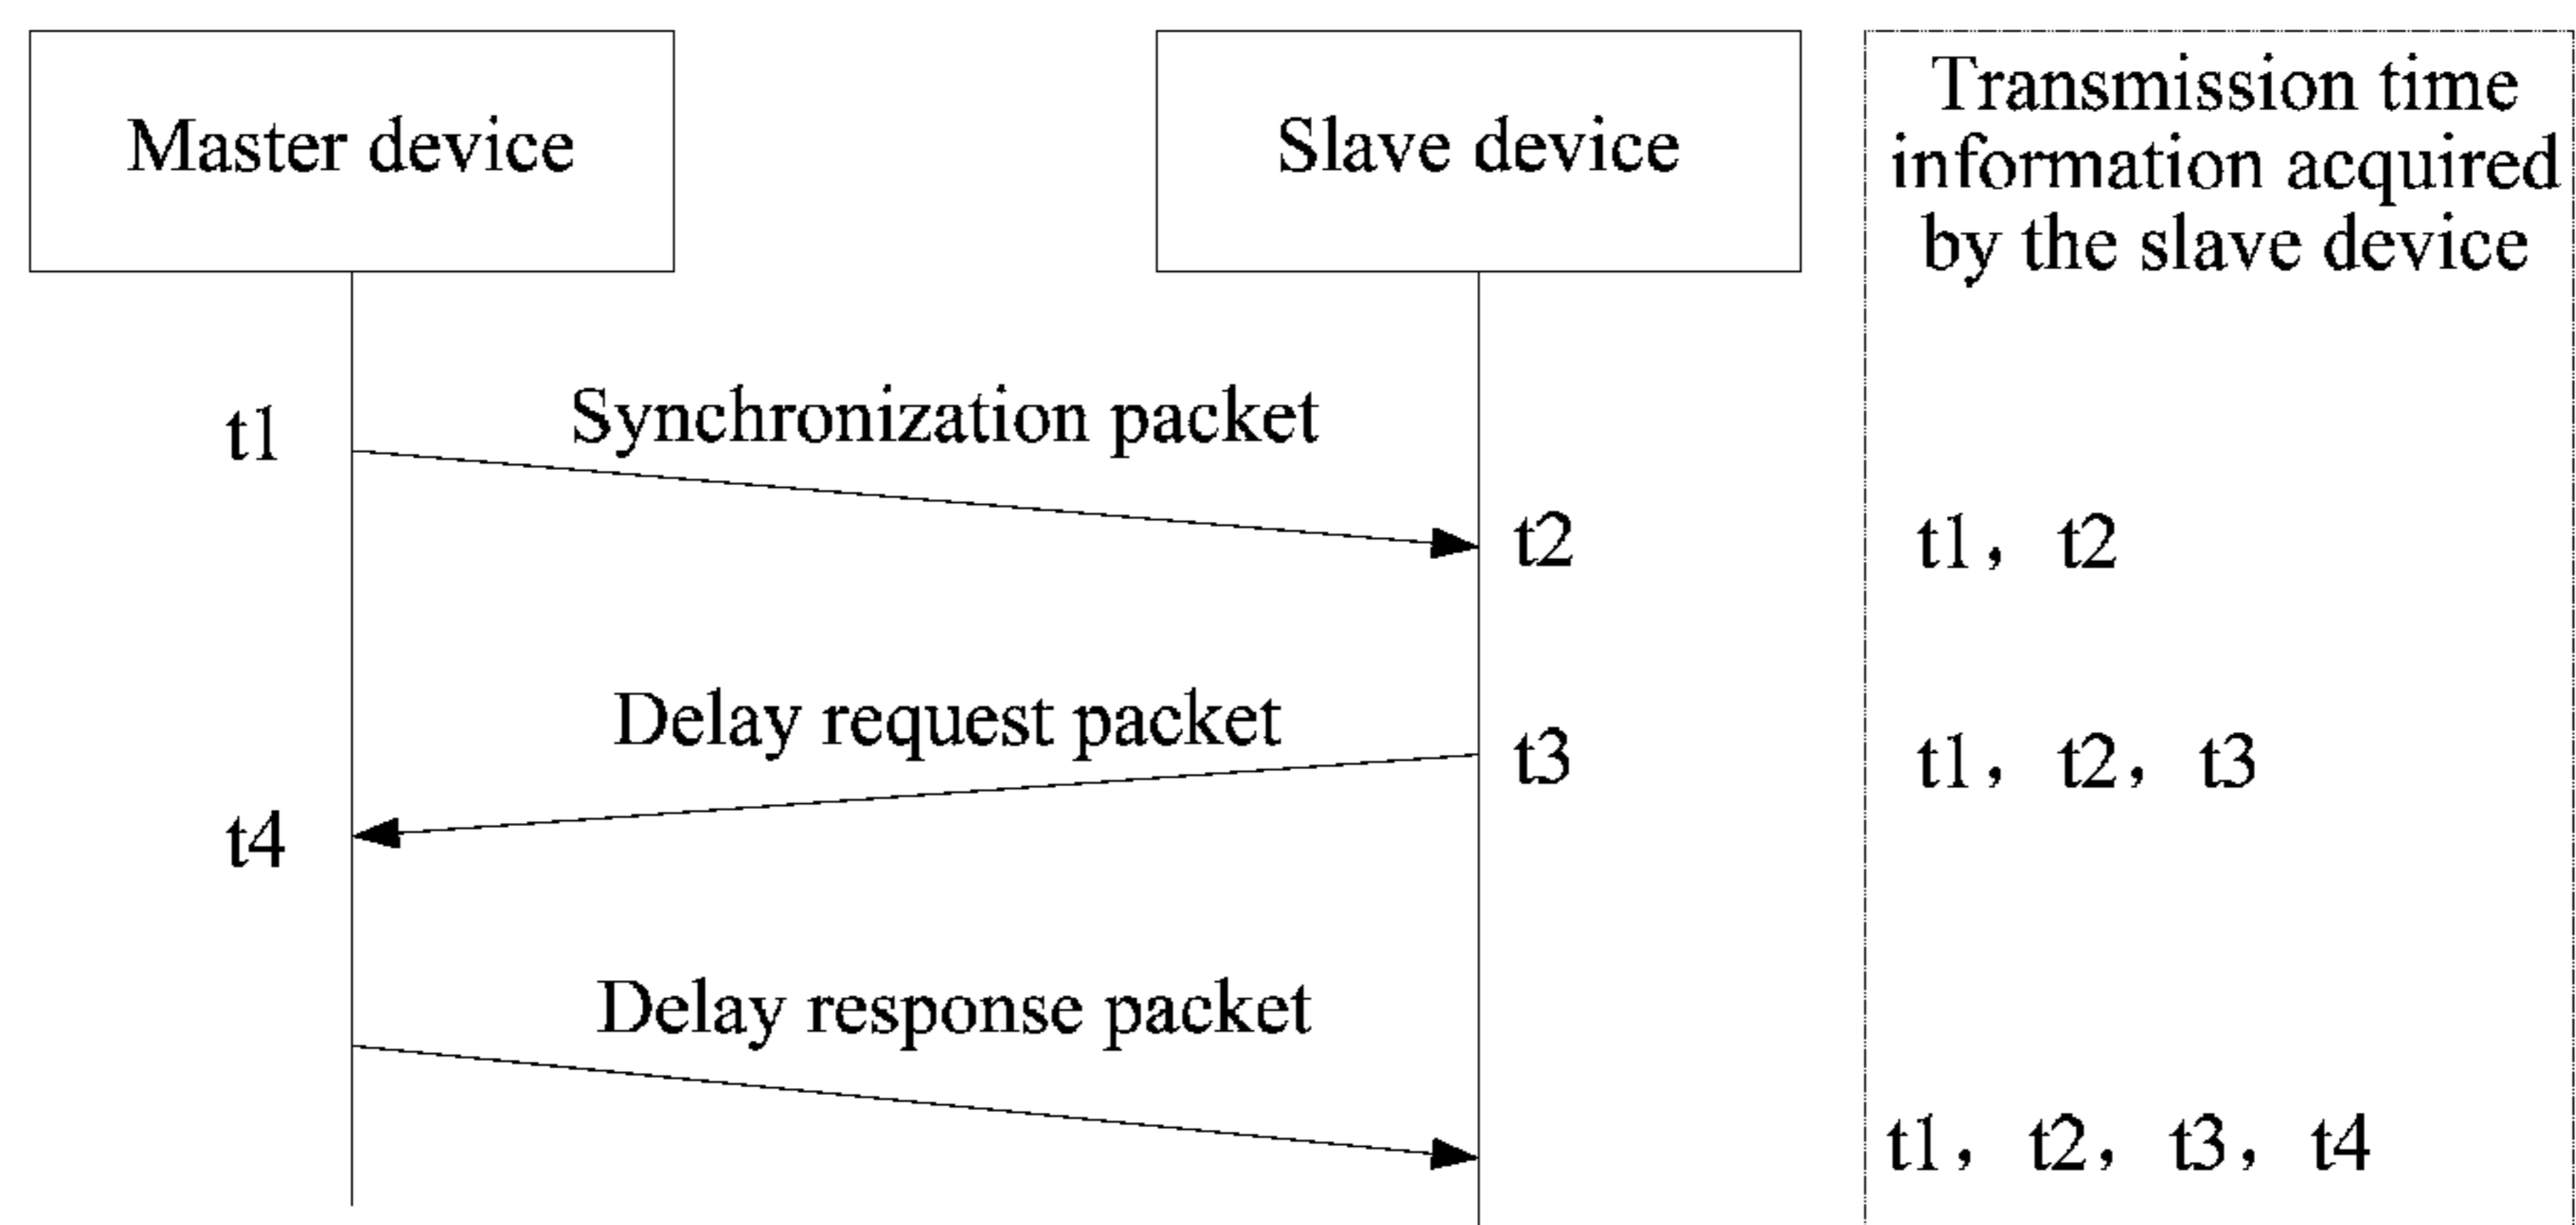 Master device
Slave device
Transmission time
information acquired
by the slave device
t1
Synchronization packet
t2
t1, t2
Delay request packet
t3
t1, t2, t3
t4
Delay response packet
t1, t2, t3, t4